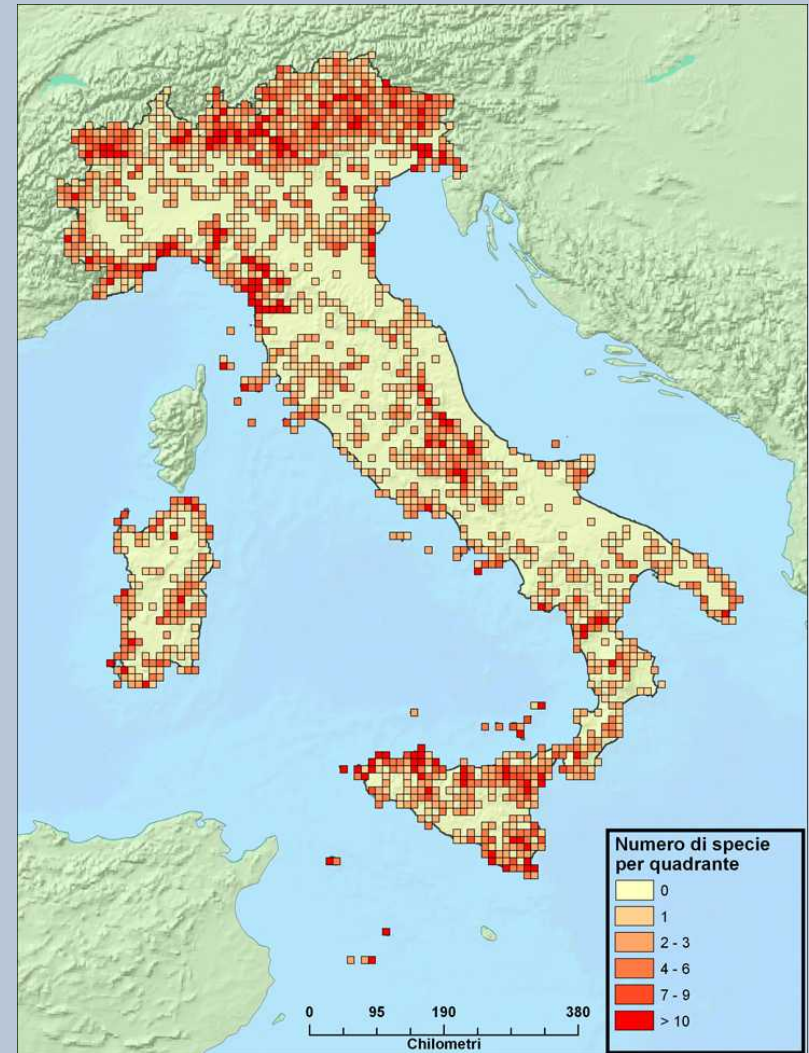 Numero di specie
per quadrante
0
1
2 - 3
4 - 6
7 - 9
> 10
0 95 190 380
Chilometri